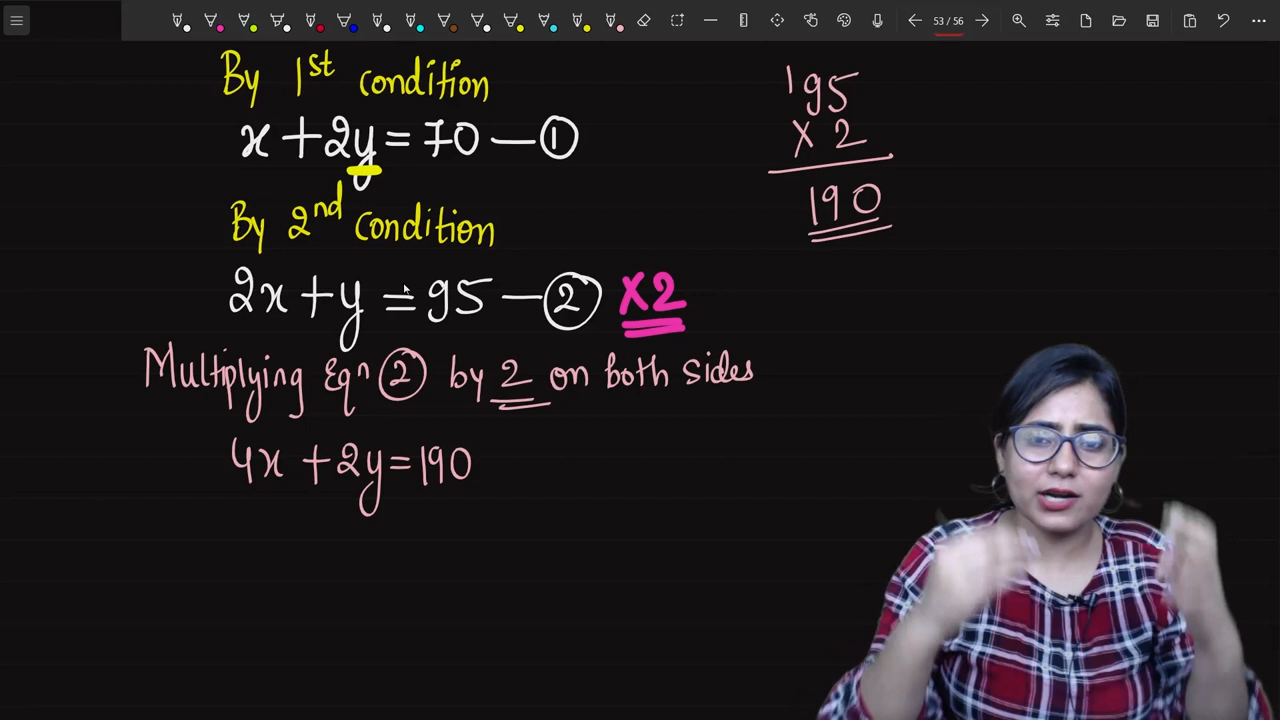 53 / 56
By 1st condition
x + 2y = 70 — ①
By 2nd condition
2x + y = 95 — ② ×2
Multiplying Eqn ② by 2 on both sides
4x + 2y = 190
195
× 2
190